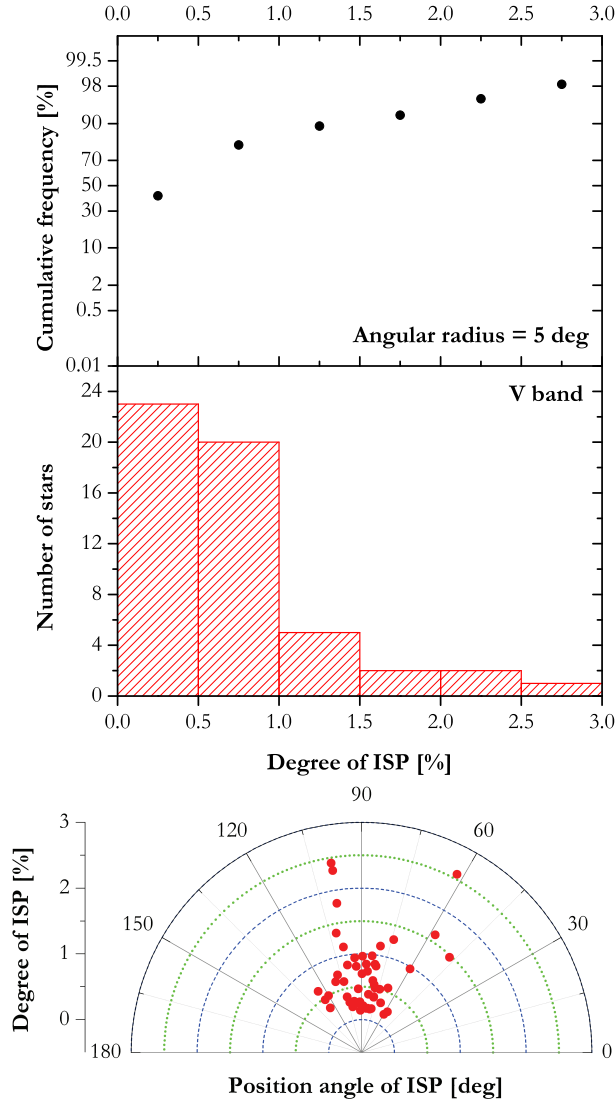 0.0 0.5 1.0 1.5 2.0 2.5 3.0
99.5
98
90
70
50
30
10
2
0.5
0.01
Cumulative frequency [%]
Angular radius = 5 deg
V band
24
20
16
12
8
4
0
Number of stars
0.0 0.5 1.0 1.5 2.0 2.5 3.0
Degree of ISP [%]
90
120 60
150 30
180 0
3
2
1
0
Degree of ISP [%]
Position angle of ISP [deg]